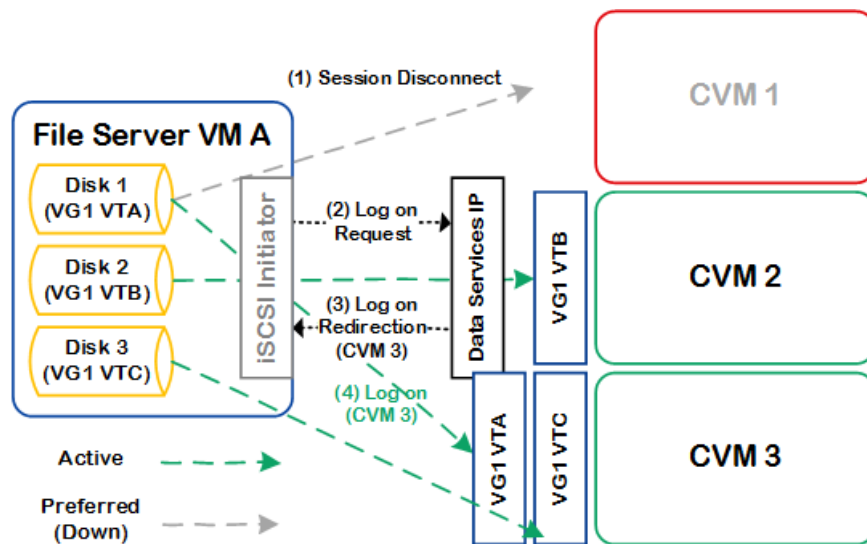 (1) Session Disconnect
CVM 1
File Server VM A
Disk 1
(VG1 VTA)
Disk 2
(VG1 VTB)
Disk 3
(VG1 VTC)
iSCSI Initiator
(2) Log on
Request
(3) Log on
Redirection
(CVM 3)
(4) Log on
(CVM 3)
Data Services IP
VG1 VTB
CVM 2
VG1 VTA
VG1 VTC
CVM 3
Active
Preferred
(Down)